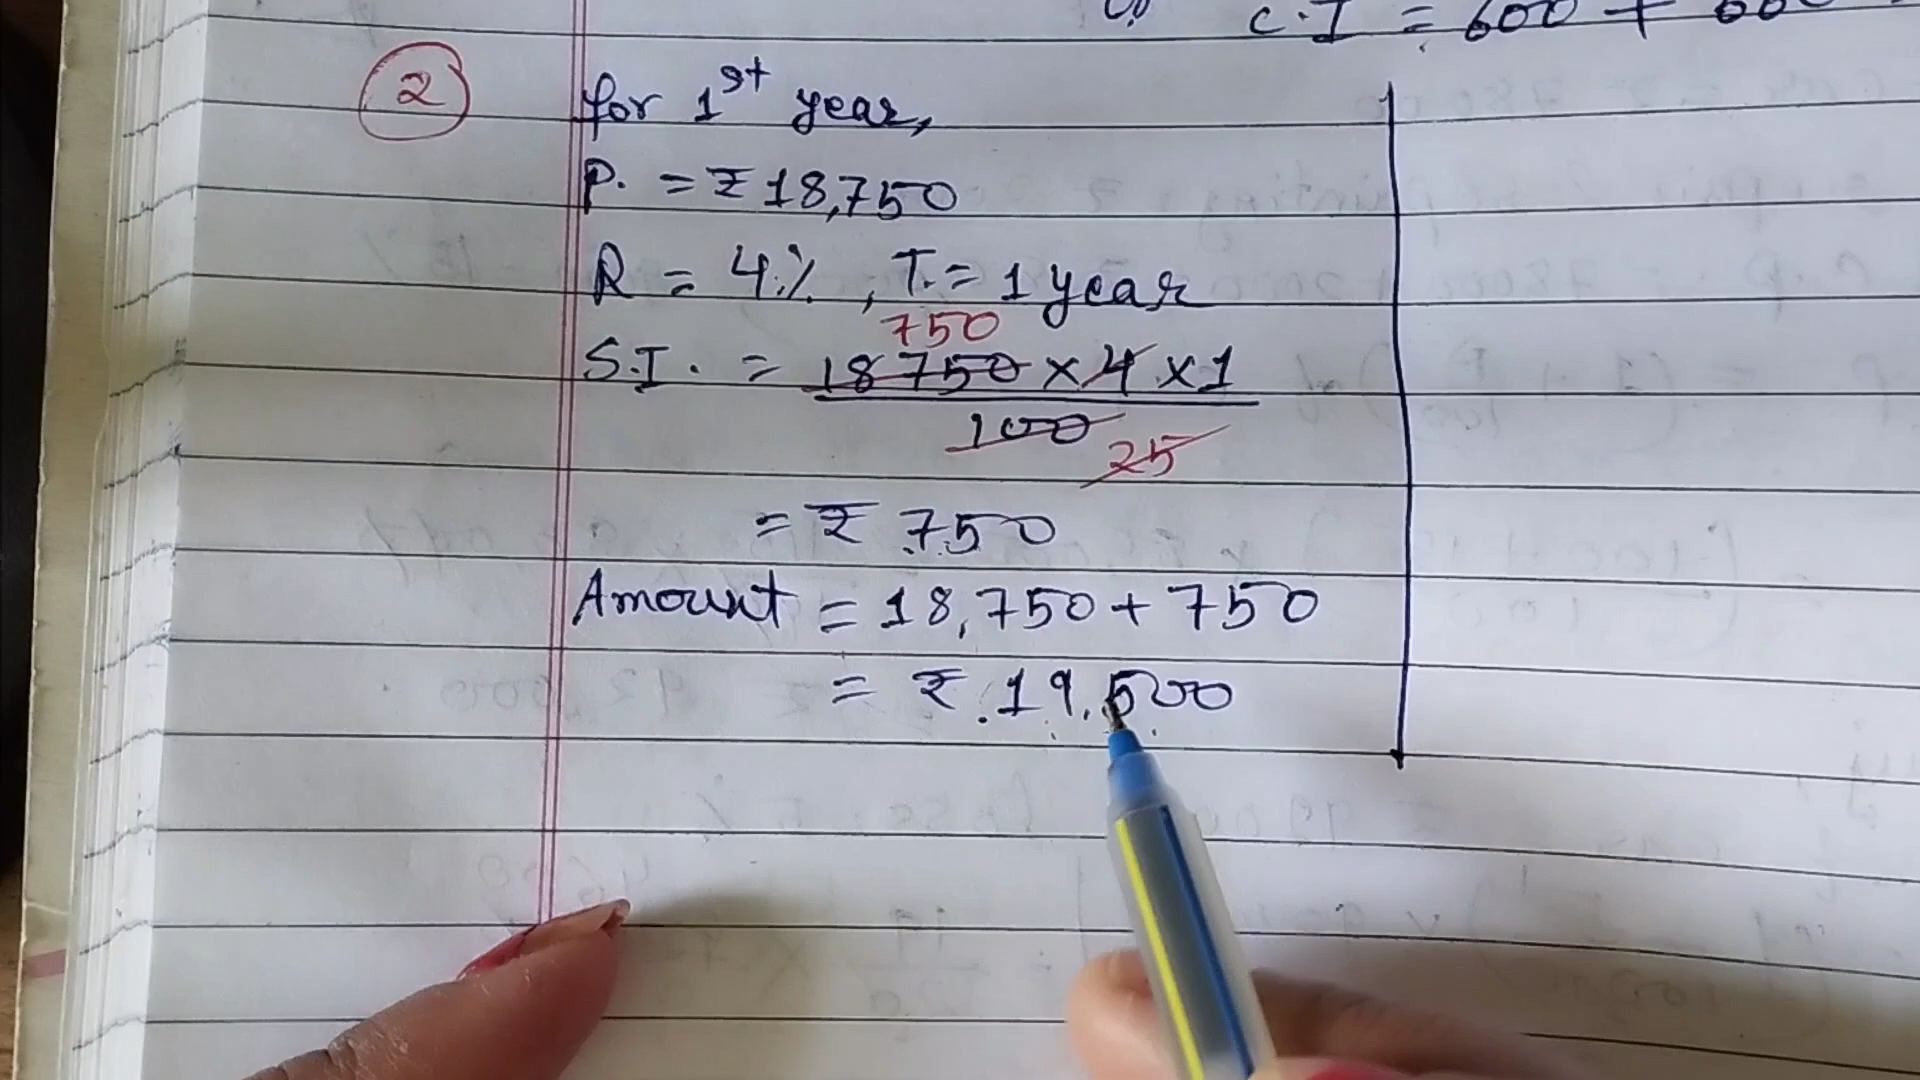 C.I = 600 +
2
for 1st year,
P. = ₹ 18,750
R = 4% , T. = 1 year
750
S.I. = 18750 × 4 × 1
100 25
= ₹ 750
Amount = 18,750 + 750
= ₹ 19,500